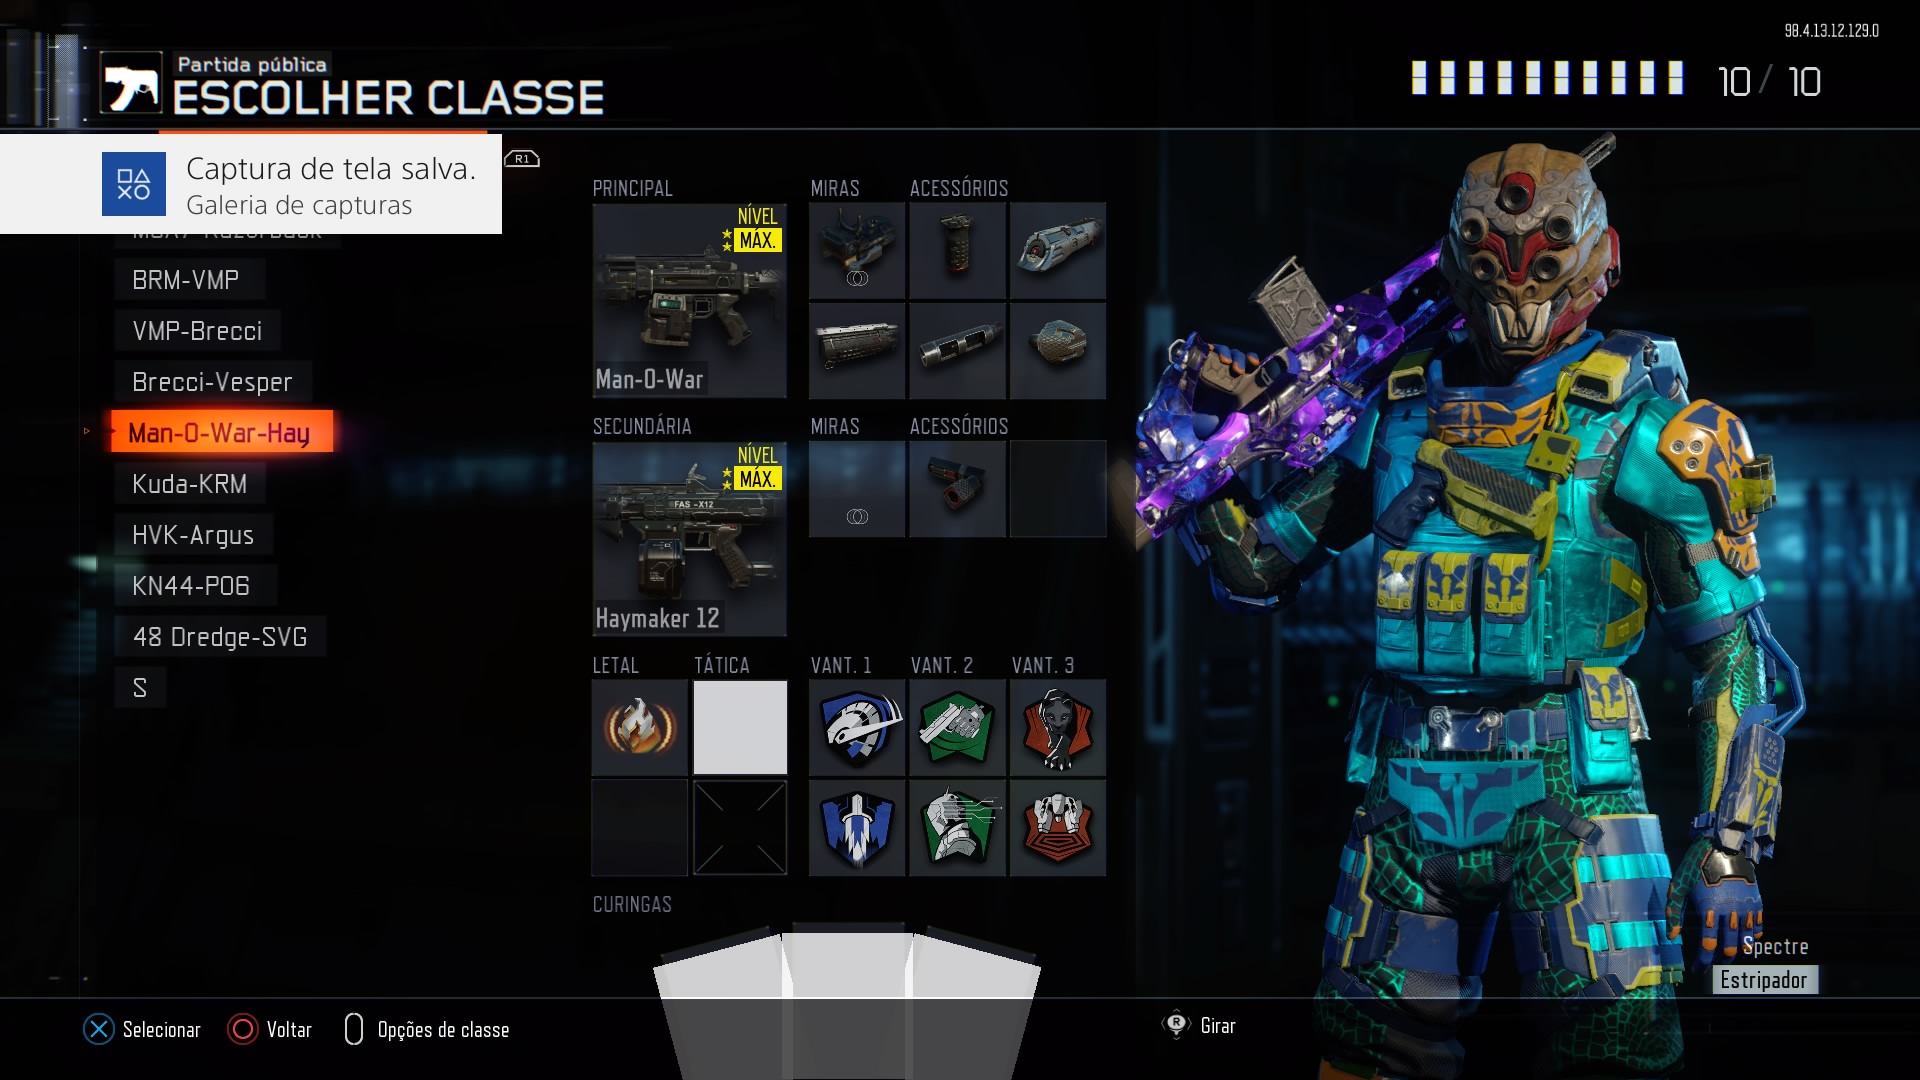 98.4.13.12.129.0
Partida pública
ESCOLHER CLASSE
10 / 10
Captura de tela salva.
Galeria de capturas
R1
BRM-VMP
VMP-Brecci
Brecci-Vesper
Man-O-War-Hay
Kuda-KRM
HVK-Argus
KN44-P06
48 Dredge-SVG
S
PRINCIPAL
MIRAS
ACESSÓRIOS
NÍVEL
MÁX.
Man-O-War
SECUNDÁRIA
MIRAS
ACESSÓRIOS
NÍVEL
MÁX.
FAS -X12
Haymaker 12
LETAL
TÁTICA
VANT. 1
VANT. 2
VANT. 3
CURINGAS
Spectre
Estripador
Selecionar
Voltar
Opções de classe
R
Girar